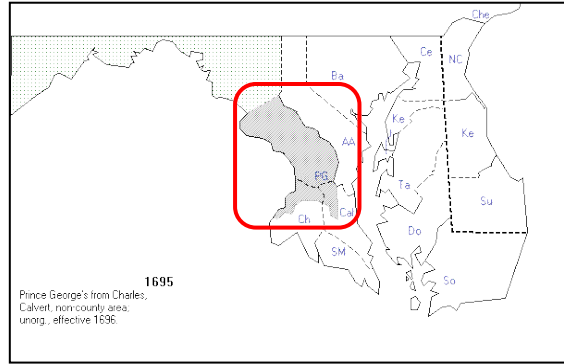 Che
Ce
NC
Ba
Ke
AA
Ke
PG
Ta
Su
Cal
Ch
Do
SM
So
1695
Prince George's from Charles,
Calvert, non-county area;
unorg., effective 1696.